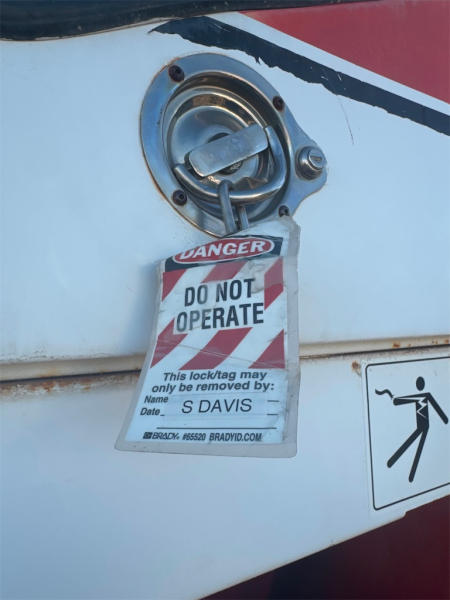 DANGER
DO NOT
OPERATE
This lock/tag may
only be removed by:
Name S DAVIS
Date
BRADY #65520 BRADYID.COM